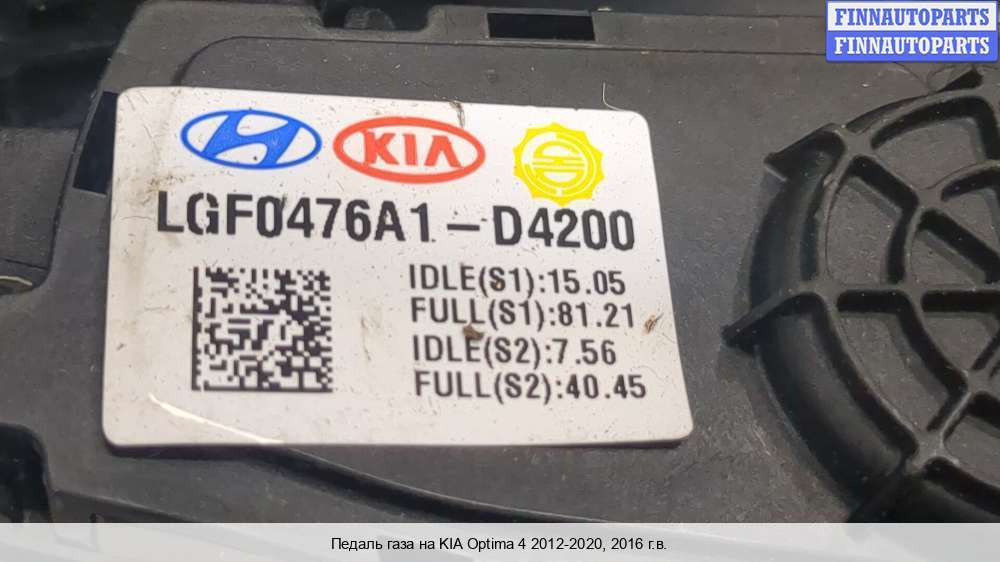 FINNAUTOPARTS
FINNAUTOPARTS
KIA
LGF0476A1-D4200
IDLE(S1):15.05
FULL(S1):81.21
IDLE(S2):7.56
FULL(S2):40.45
Педаль газа на KIA Optima 4 2012-2020, 2016 г.в.